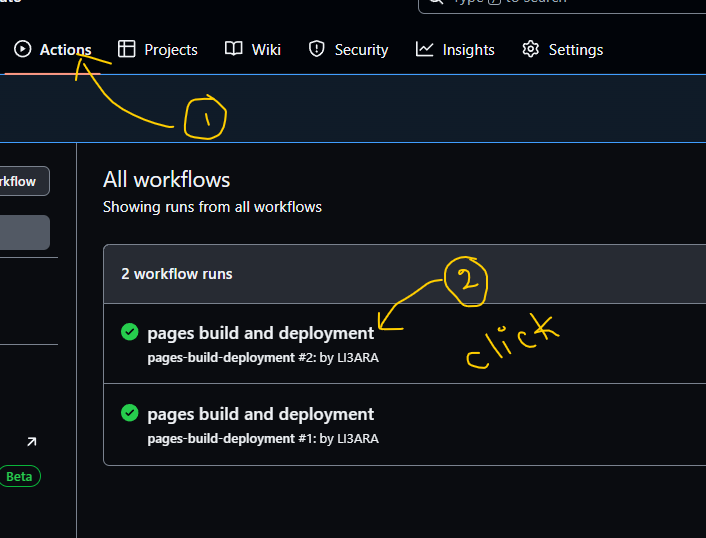 to search
Actions Projects Wiki Security Insights Settings
1
rkflow
All workflows
Showing runs from all workflows
2 workflow runs
2
pages build and deployment
click
pages-build-deployment #2: by LI3ARA
pages build and deployment
pages-build-deployment #1: by LI3ARA
Beta